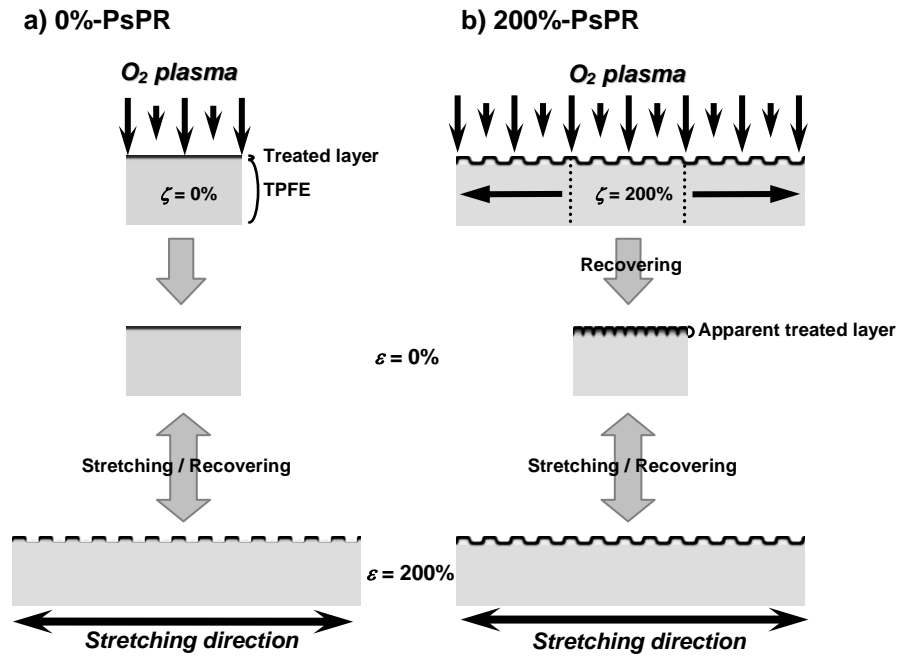 a) 0%-PsPR
O2 plasma
Treated layer
TPFE
ζ = 0%
Stretching / Recovering
b) 200%-PsPR
O2 plasma
ζ = 200%
Recovering
Apparent treated layer
ε = 0%
Stretching / Recovering
ε = 200%
Stretching direction
Stretching direction